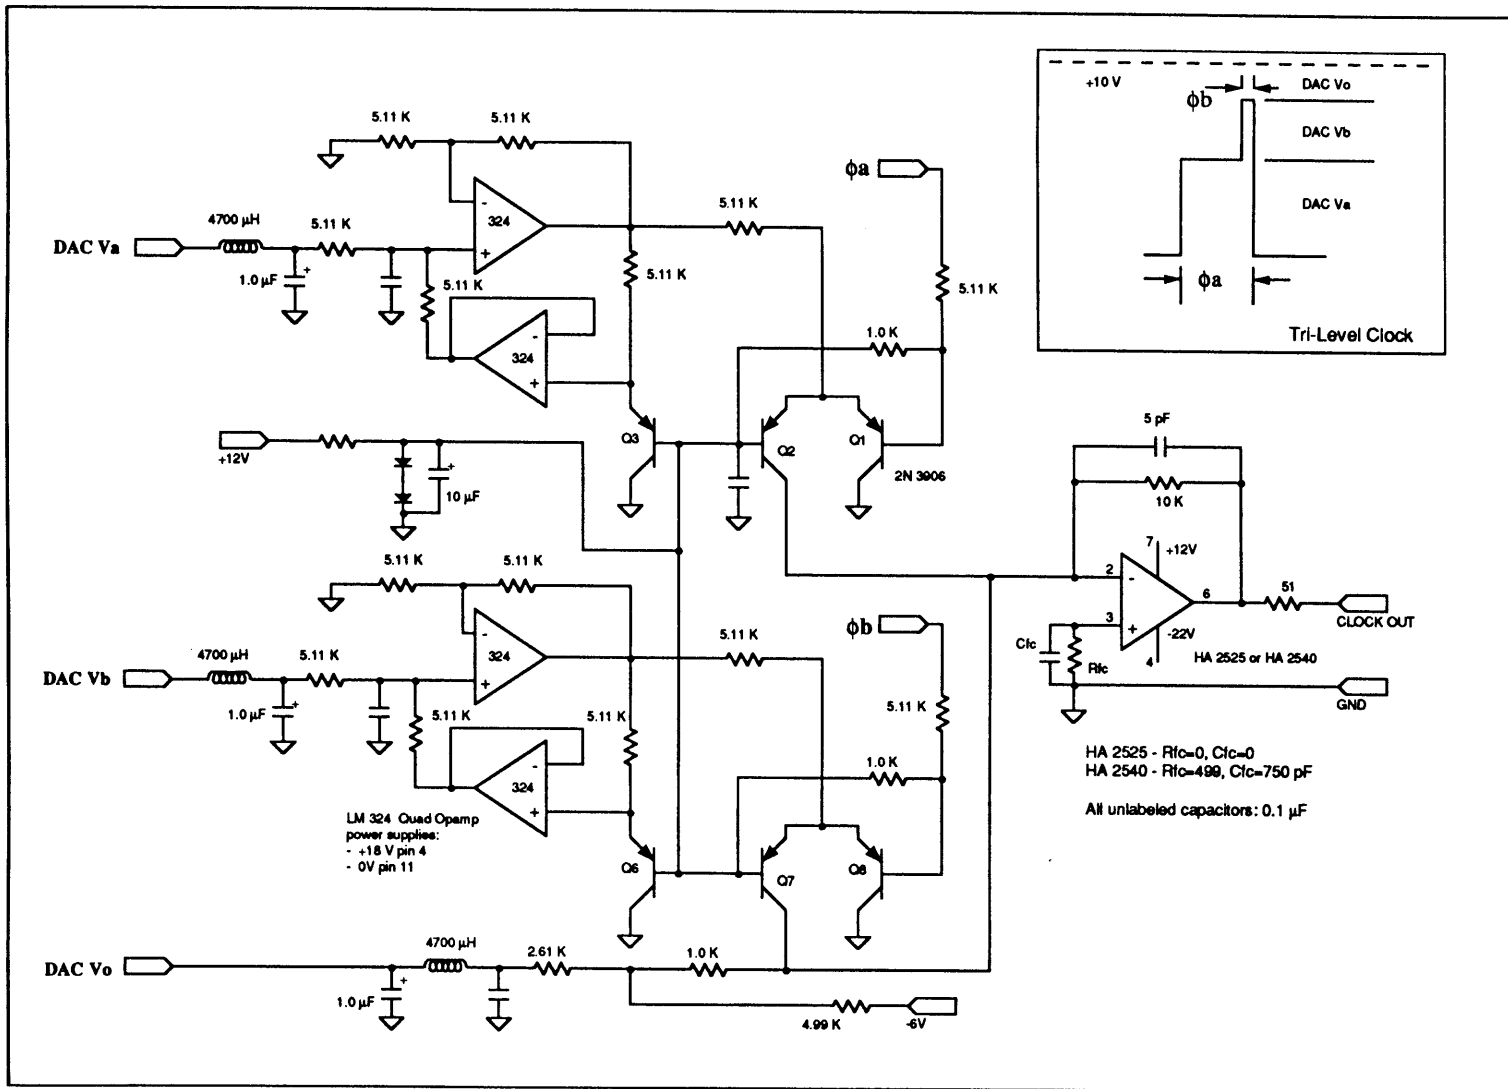 +10 V
DAC Vo
ϕb
DAC Vb
DAC Va
ϕa
Tri-Level Clock
5.11 K
5.11 K
ϕa
4700 µH
5.11 K
-
324
+
5.11 K
DAC Va
1.0 µF
+
5.11 K
5.11 K
5.11 K
-
324
+
1.0 K
+12V
+
10 µF
Q3
Q2
Q1
2N 3906
5 pF
10 K
7
+12V
2
-
6
51
3
+
-22V
4
CLOCK OUT
Cfc
Rfc
HA 2525 or HA 2540
GND
5.11 K
5.11 K
ϕb
4700 µH
5.11 K
-
324
+
5.11 K
DAC Vb
1.0 µF
+
5.11 K
5.11 K
5.11 K
-
324
+
1.0 K
HA 2525 - Rfc=0, Cfc=0
HA 2540 - Rfc=499, Cfc=750 pF
All unlabeled capacitors: 0.1 µF
LM 324 Quad Opamp
power supplies:
- +18 V pin 4
- 0V pin 11
Q6
Q7
Q8
4700 µH
2.61 K
1.0 K
DAC Vo
1.0 µF
+
4.99 K
-6V